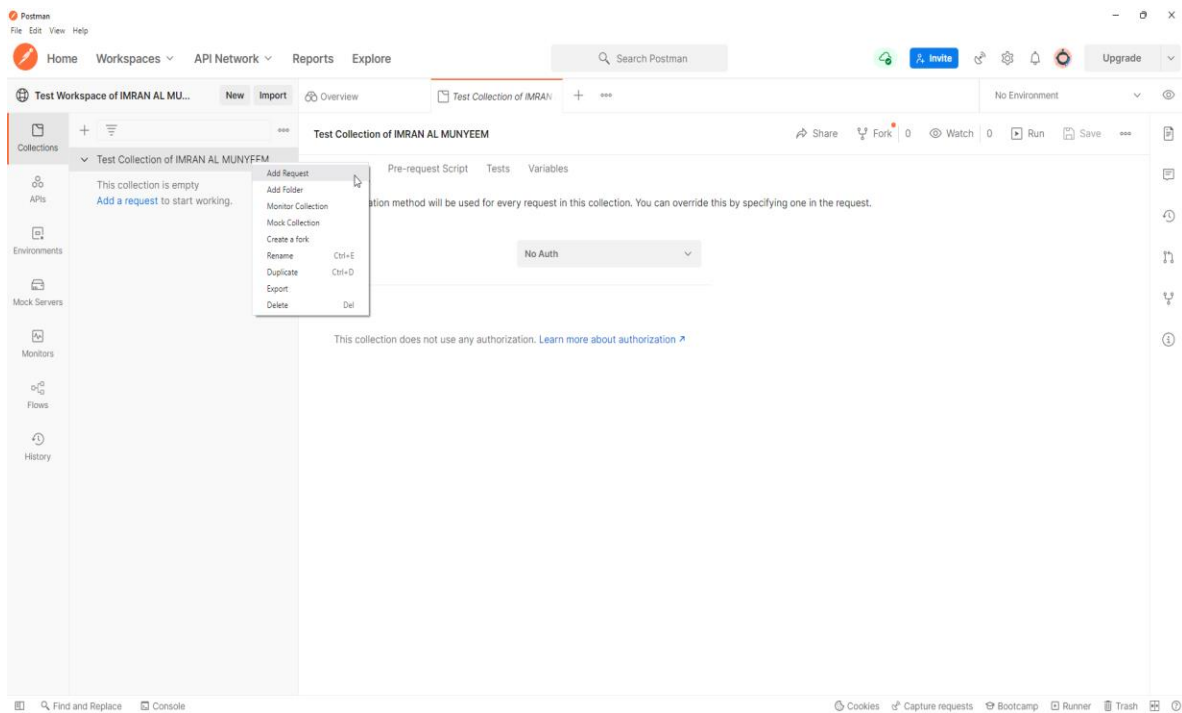 Postman
File Edit View Help
Home Workspaces API Network Reports Explore Search Postman Invite Upgrade
Test Workspace of IMRAN AL MU... New Import Overview Test Collection of IMRAN No Environment
Collections
APIs
Environments
Mock Servers
Monitors
Flows
History
Test Collection of IMRAN AL MUNYEEM
This collection is empty
Add a request to start working.
Add Request
Add Folder
Monitor Collection
Mock Collection
Create a fork
Rename Ctrl+E
Duplicate Ctrl+D
Export
Delete Del
Test Collection of IMRAN AL MUNYEEM Share Fork 0 Watch 0 Run Save
Pre-request Script Tests Variables
method will be used for every request in this collection. You can override this by specifying one in the request.
No Auth
This collection does not use any authorization. Learn more about authorization
Find and Replace Console Cookies Capture requests Bootcamp Runner Trash